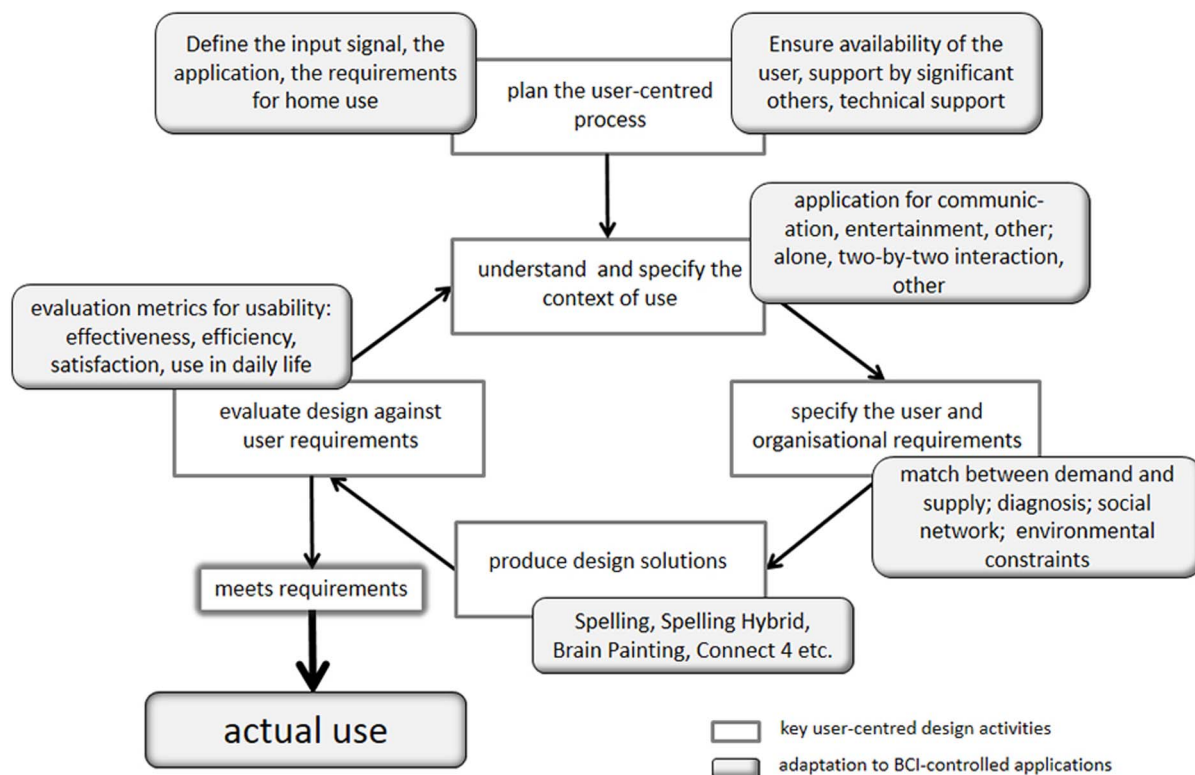 Define the input signal, the
application, the requirements
for home use
Ensure availability of the
user, support by significant
others, technical support
plan the user-centred
process
application for communic-
ation, entertainment, other;
alone, two-by-two interaction,
other
understand and specify the
context of use
evaluation metrics for usability:
effectiveness, efficiency,
satisfaction, use in daily life
evaluate design against
user requirements
specify the user and
organisational requirements
match between demand and
supply; diagnosis; social
network; environmental
constraints
produce design solutions
meets requirements
Spelling, Spelling Hybrid,
Brain Painting, Connect 4 etc.
actual use
key user-centred design activities
adaptation to BCI-controlled applications